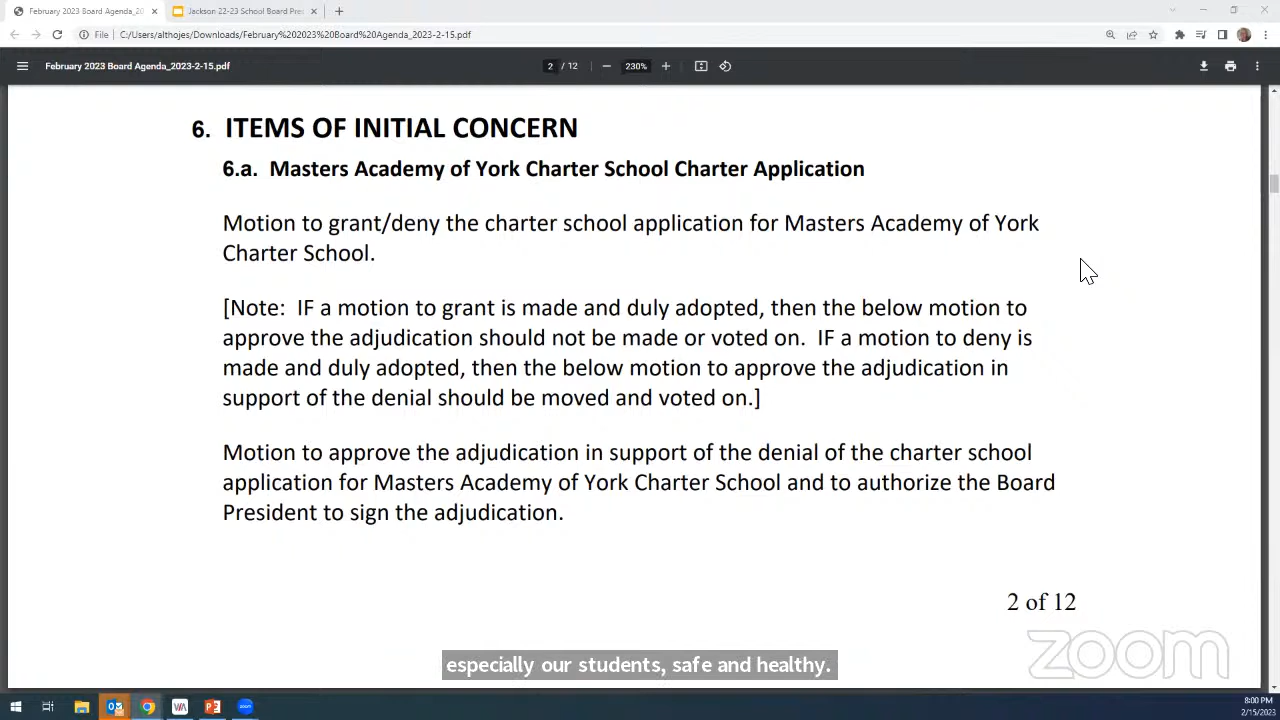 February 2023 Board Agenda_20
Jackson 22-23 School Board Pres
File
C:/Users/althojes/Downloads/February%202023%20Board%20Agenda_2023-2-15.pdf
February 2023 Board Agenda_2023-2-15.pdf
2 / 12
230%
6. ITEMS OF INITIAL CONCERN
6.a. Masters Academy of York Charter School Charter Application
Motion to grant/deny the charter school application for Masters Academy of York
Charter School.
[Note: IF a motion to grant is made and duly adopted, then the below motion to
approve the adjudication should not be made or voted on. IF a motion to deny is
made and duly adopted, then the below motion to approve the adjudication in
support of the denial should be moved and voted on.]
Motion to approve the adjudication in support of the denial of the charter school
application for Masters Academy of York Charter School and to authorize the Board
President to sign the adjudication.
2 of 12
zoom
especially our students, safe and healthy.
8:00 PM
2/15/2023